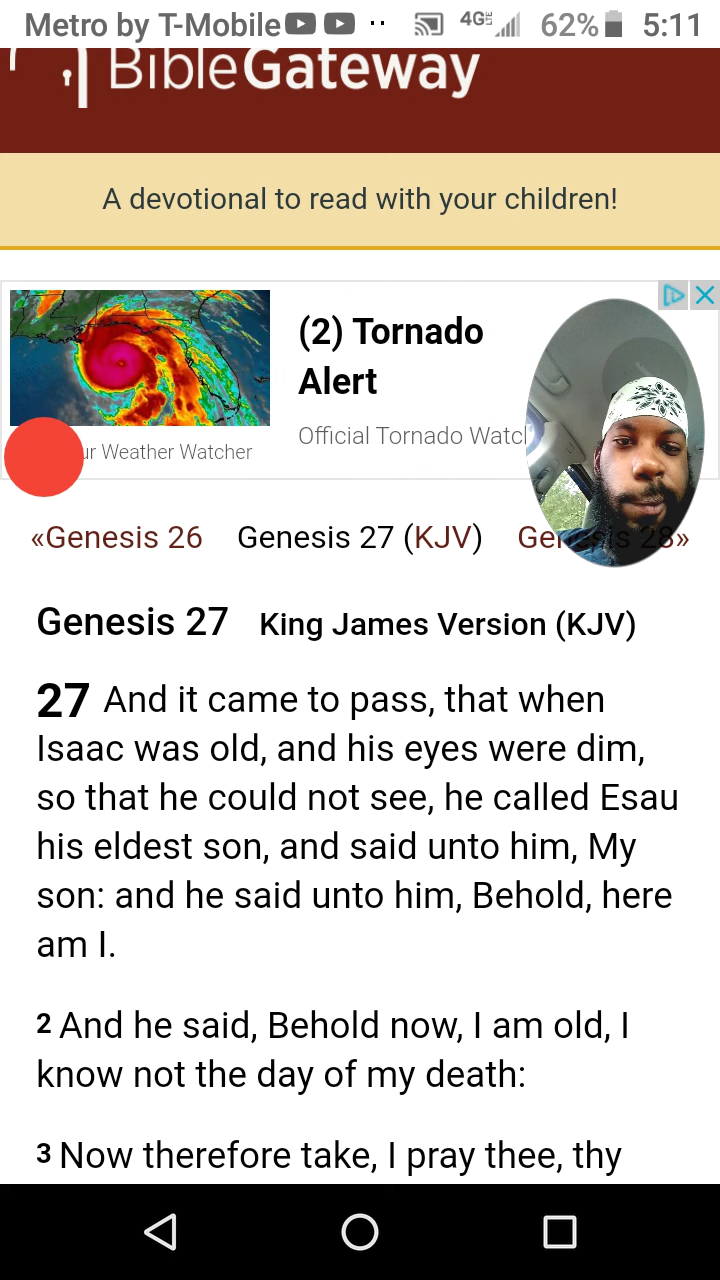 Metro by T-Mobile 4G LTE 62% 5:11
BibleGateway
A devotional to read with your children!
(2) Tornado
Alert
Official Tornado
Weather Watcher
«Genesis 26 Genesis 27 (KJV) Genesis 28»
Genesis 27 King James Version (KJV)
27 And it came to pass, that when
Isaac was old, and his eyes were dim,
so that he could not see, he called Esau
his eldest son, and said unto him, My
son: and he said unto him, Behold, here
am I.
2 And he said, Behold now, I am old, I
know not the day of my death:
3 Now therefore take, I pray thee, thy